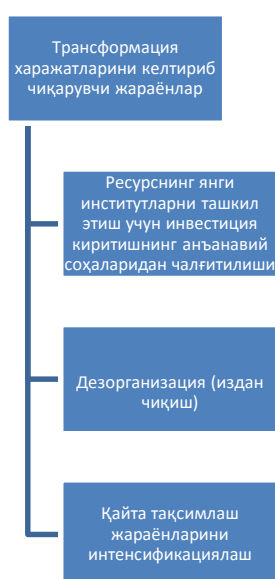 Трансформация
харажатларини келтириб
чиқарувчи жараёнлар
Ресурснинг янги
институтларни ташкил
этиш учун инвестиция
киритишнинг анъанавий
соҳаларидан чалғитилиши
Дезорганизация (издан
чиқиш)
Қайта тақсимлаш
жараёнларини
интенсификациялаш